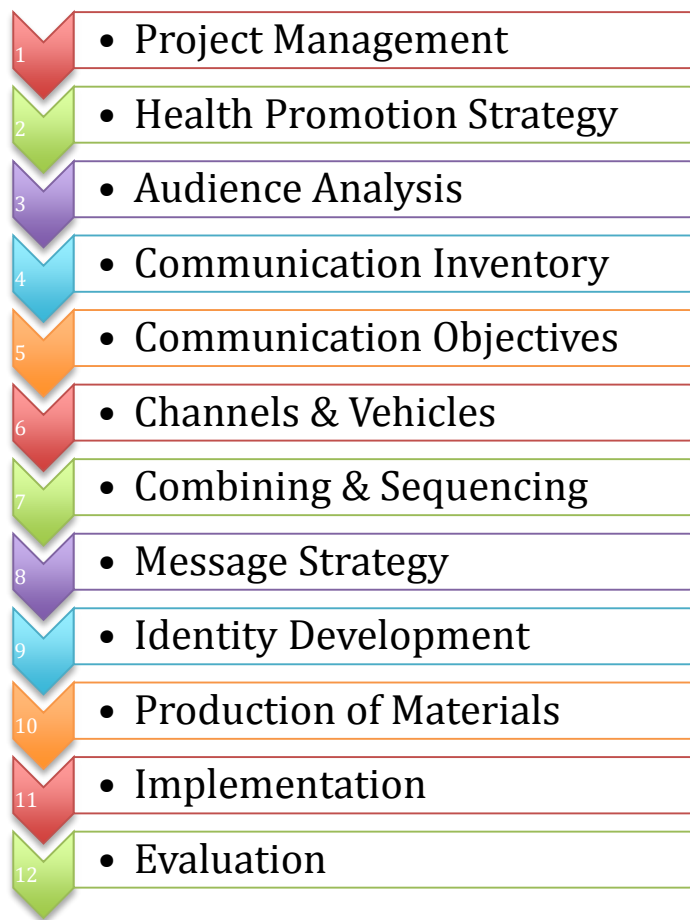 1 • Project Management
2 • Health Promotion Strategy
3 • Audience Analysis
4 • Communication Inventory
5 • Communication Objectives
6 • Channels & Vehicles
7 • Combining & Sequencing
8 • Message Strategy
9 • Identity Development
10 • Production of Materials
11 • Implementation
12 • Evaluation